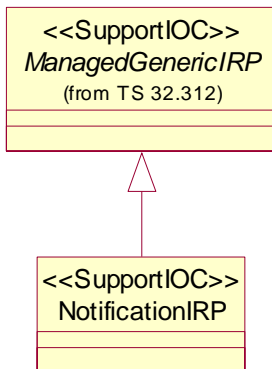 <<SupportIOC>>
ManagedGenericIRP
(from TS 32.312)
<<SupportIOC>>
NotificationIRP